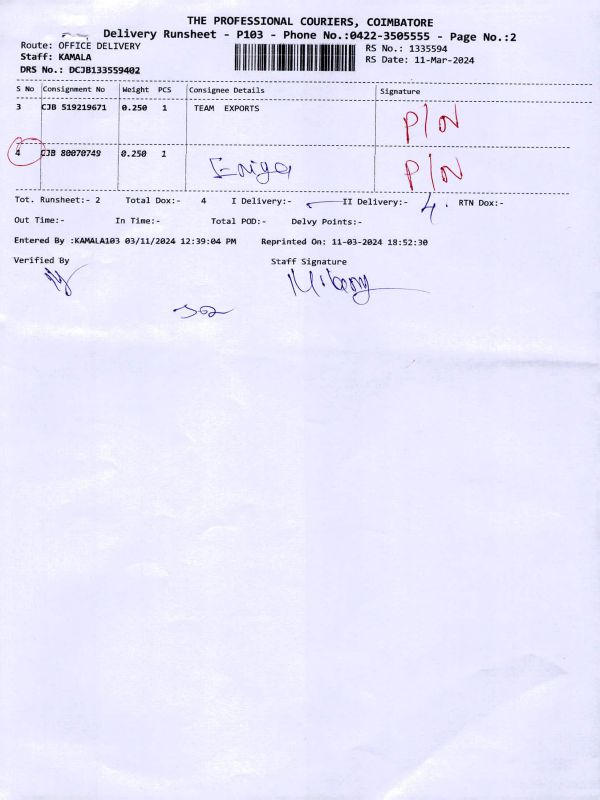 THE PROFESSIONAL COURIERS, COIMBATORE
Delivery Runsheet - P103 - Phone No.:0422-3505555 - Page No.:2
Route: OFFICE DELIVERY
RS No.: 1335594
Staff: KAMALA
RS Date: 11-Mar-2024
DRS No.: DCJB133559402
S No Consignment No Weight PCS Consignee Details Signature
3 CJB 519219671 0.250 1 TEAM EXPORTS P/N
4 CJB 80070749 0.250 1 P/N
Tot. Runsheet:- 2 Total Dox:- 4 I Delivery:- II Delivery:- 4. RTN Dox:-
Out Time:- In Time:- Total POD:- Delvy Points:-
Entered By :KAMALA103 03/11/2024 12:39:04 PM Reprinted On: 11-03-2024 18:52:30
Verified By Staff Signature